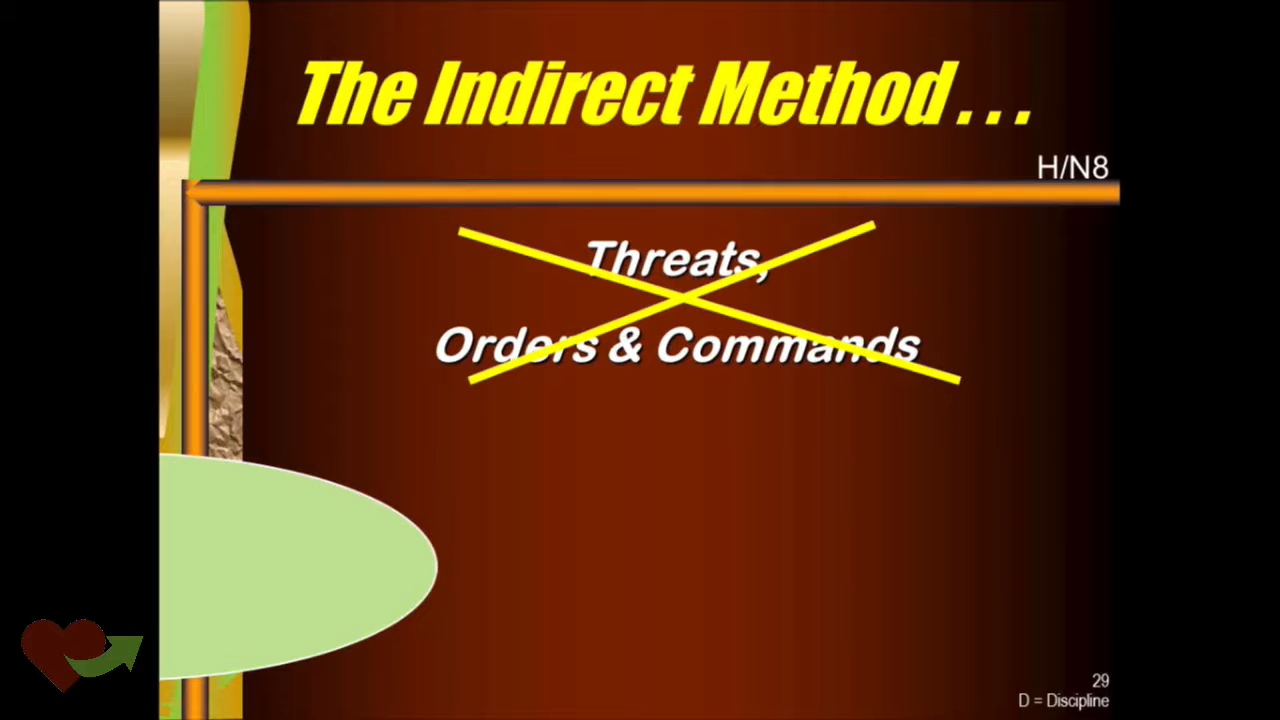 The Indirect Method . . .
H/N8
Threats,
Orders & Commands
29
D = Discipline